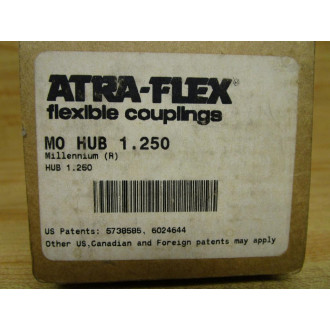 ATRA-FLEX®
flexible couplings
MO HUB 1.250
Millennium (R)
HUB 1.250
US Patents: 5738585, 6024644
Other US,Canadian and Foreign patents may apply